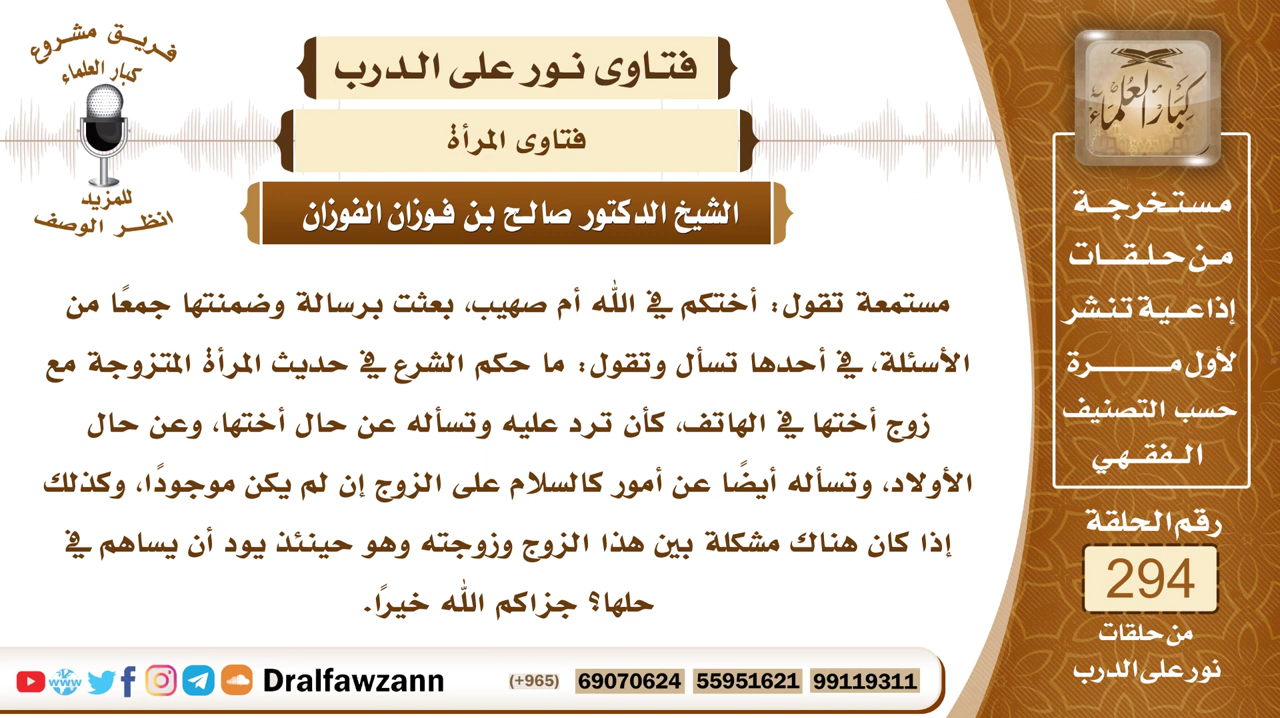 فريق مشروع
كبار العلماء
للمزيد
انظر الوصف
فتاوى نور على الدرب
فتاوى المرأة
الشيخ الدكتور صالح بن فوزان الفوزان
مستمعة تقول: أختكم في الله أم صهيب، بعثت برسالة وضمنتها جمعًا من
الأسئلة، في أحدها تسأل وتقول: ما حكم الشرع في حديث المرأة المتزوجة مع
زوج أختها في الهاتف، كأن ترد عليه وتسأله عن حال أختها، وعن حال
الأولاد، وتسأله أيضًا عن أمور كالسلام على الزوج إن لم يكن موجودًا، وكذلك
إذا كان هناك مشكلة بين هذا الزوج وزوجته وهو حينئذ يود أن يساهم في
حلها؟ جزاكم الله خيرًا.
كبار العلماء
مستخرجة
من حلقات
إذاعية تنشر
لأول مرة
حسب التصنيف
الفقهي
رقم الحلقة
294
من حلقات
نور على الدرب
www Dralfawzann (+965) 69070624 55951621 99119311